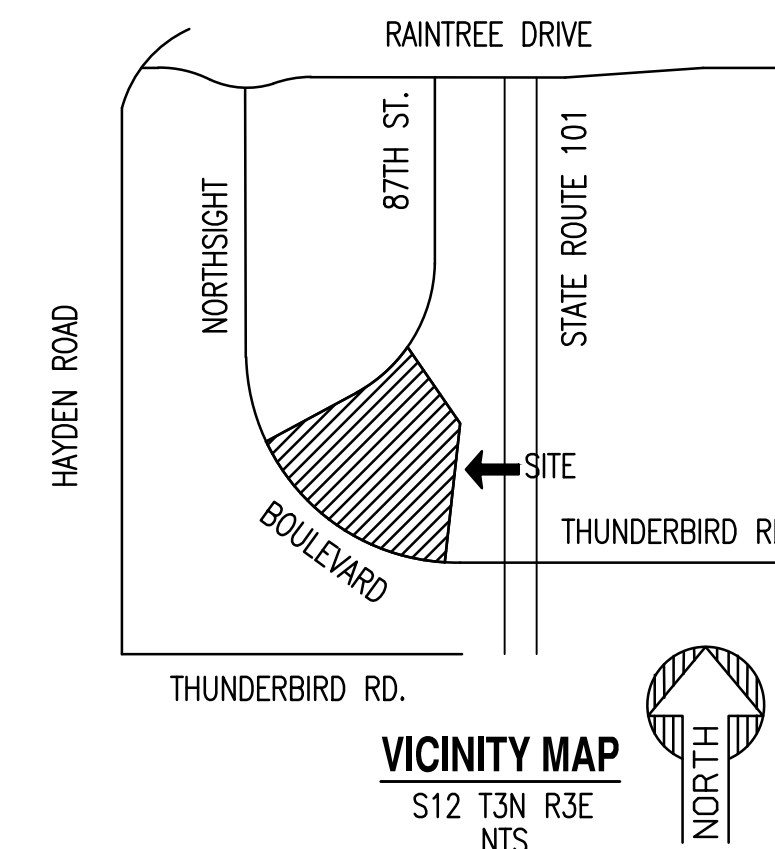 RAINTREE DRIVE
87TH ST.
STATE ROUTE 101
NORTHSIGHT
HAYDEN ROAD
SITE
BOULEVARD
THUNDERBIRD
THUNDERBIRD RD.
VICINITY MAP
S12 T3N R3E
NTS
NORTH